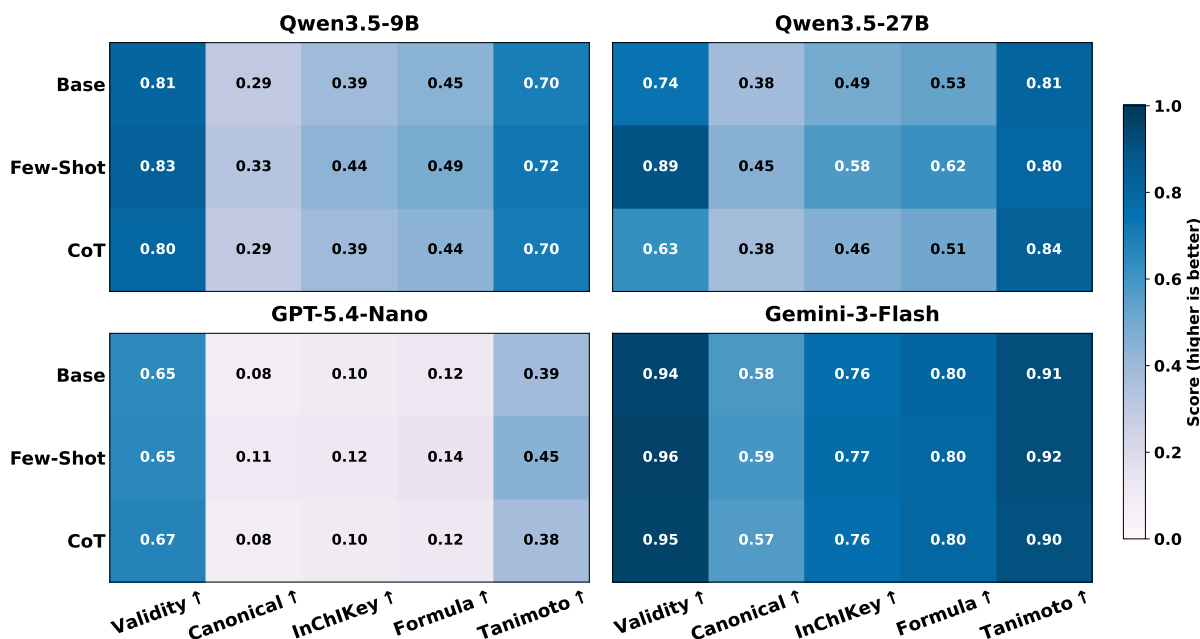 Qwen3.5-9B
Qwen3.5-27B
Base
0.81 0.29 0.39 0.45 0.70
0.74 0.38 0.49 0.53 0.81
Few-Shot
0.83 0.33 0.44 0.49 0.72
0.89 0.45 0.58 0.62 0.80
CoT
0.80 0.29 0.39 0.44 0.70
0.63 0.38 0.46 0.51 0.84
GPT-5.4-Nano
Gemini-3-Flash
Base
0.65 0.08 0.10 0.12 0.39
0.94 0.58 0.76 0.80 0.91
Few-Shot
0.65 0.11 0.12 0.14 0.45
0.96 0.59 0.77 0.80 0.92
CoT
0.67 0.08 0.10 0.12 0.38
0.95 0.57 0.76 0.80 0.90
Validity ↑
Canonical ↑
InChIKey ↑
Formula ↑
Tanimoto ↑
Validity ↑
Canonical ↑
InChIKey ↑
Formula ↑
Tanimoto ↑
1.0
0.8
0.6
0.4
0.2
0.0
Score (higher is better)